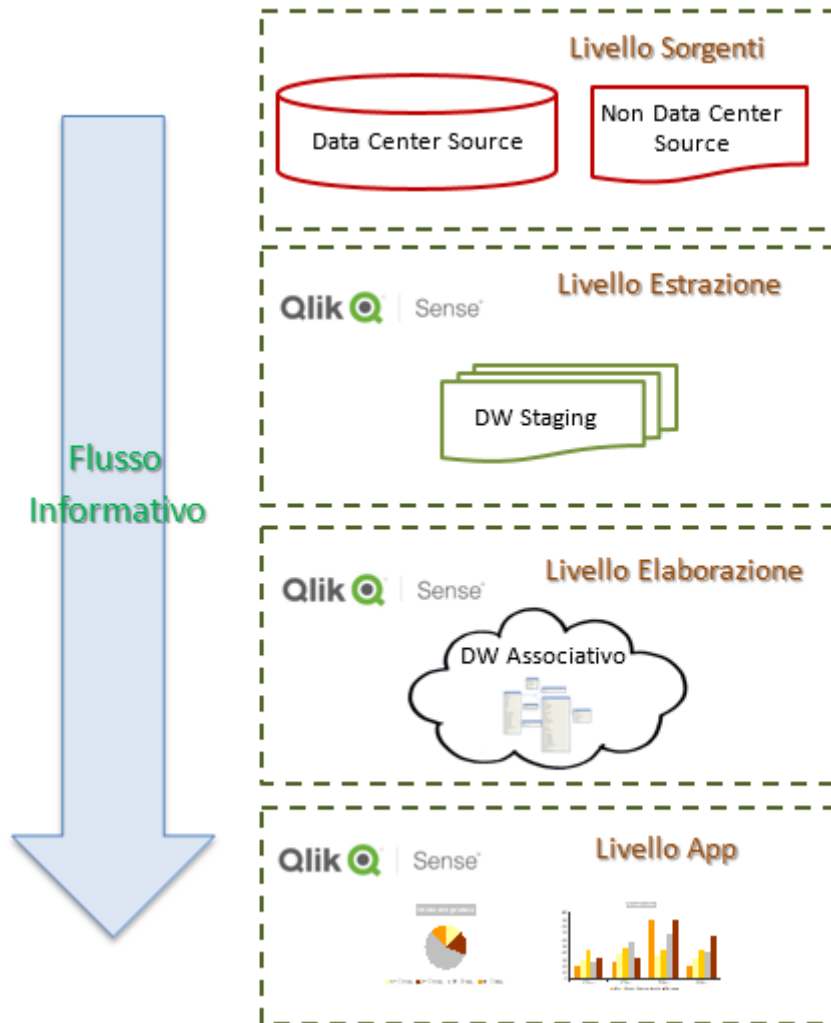 Livello Sorgenti
Data Center Source
Non Data Center
Source
Livello Estrazione
Qlik Sense
DW Staging
Flusso
Informativo
Livello Elaborazione
Qlik Sense
DW Associativo
Livello App
Qlik Sense